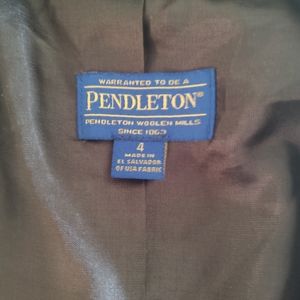 WARRANTED TO BE A
PENDLETON®
PENDLETON WOOLEN MILLS
SINCE 1863
4
MADE IN
EL SALVADOR
OF USA FABRIC